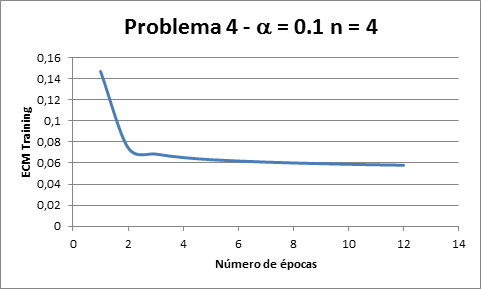 Problema 4 - α = 0.1 n = 4
ECM Training
0,16
0,14
0,12
0,1
0,08
0,06
0,04
0,02
0
0 2 4 6 8 10 12 14
Número de épocas